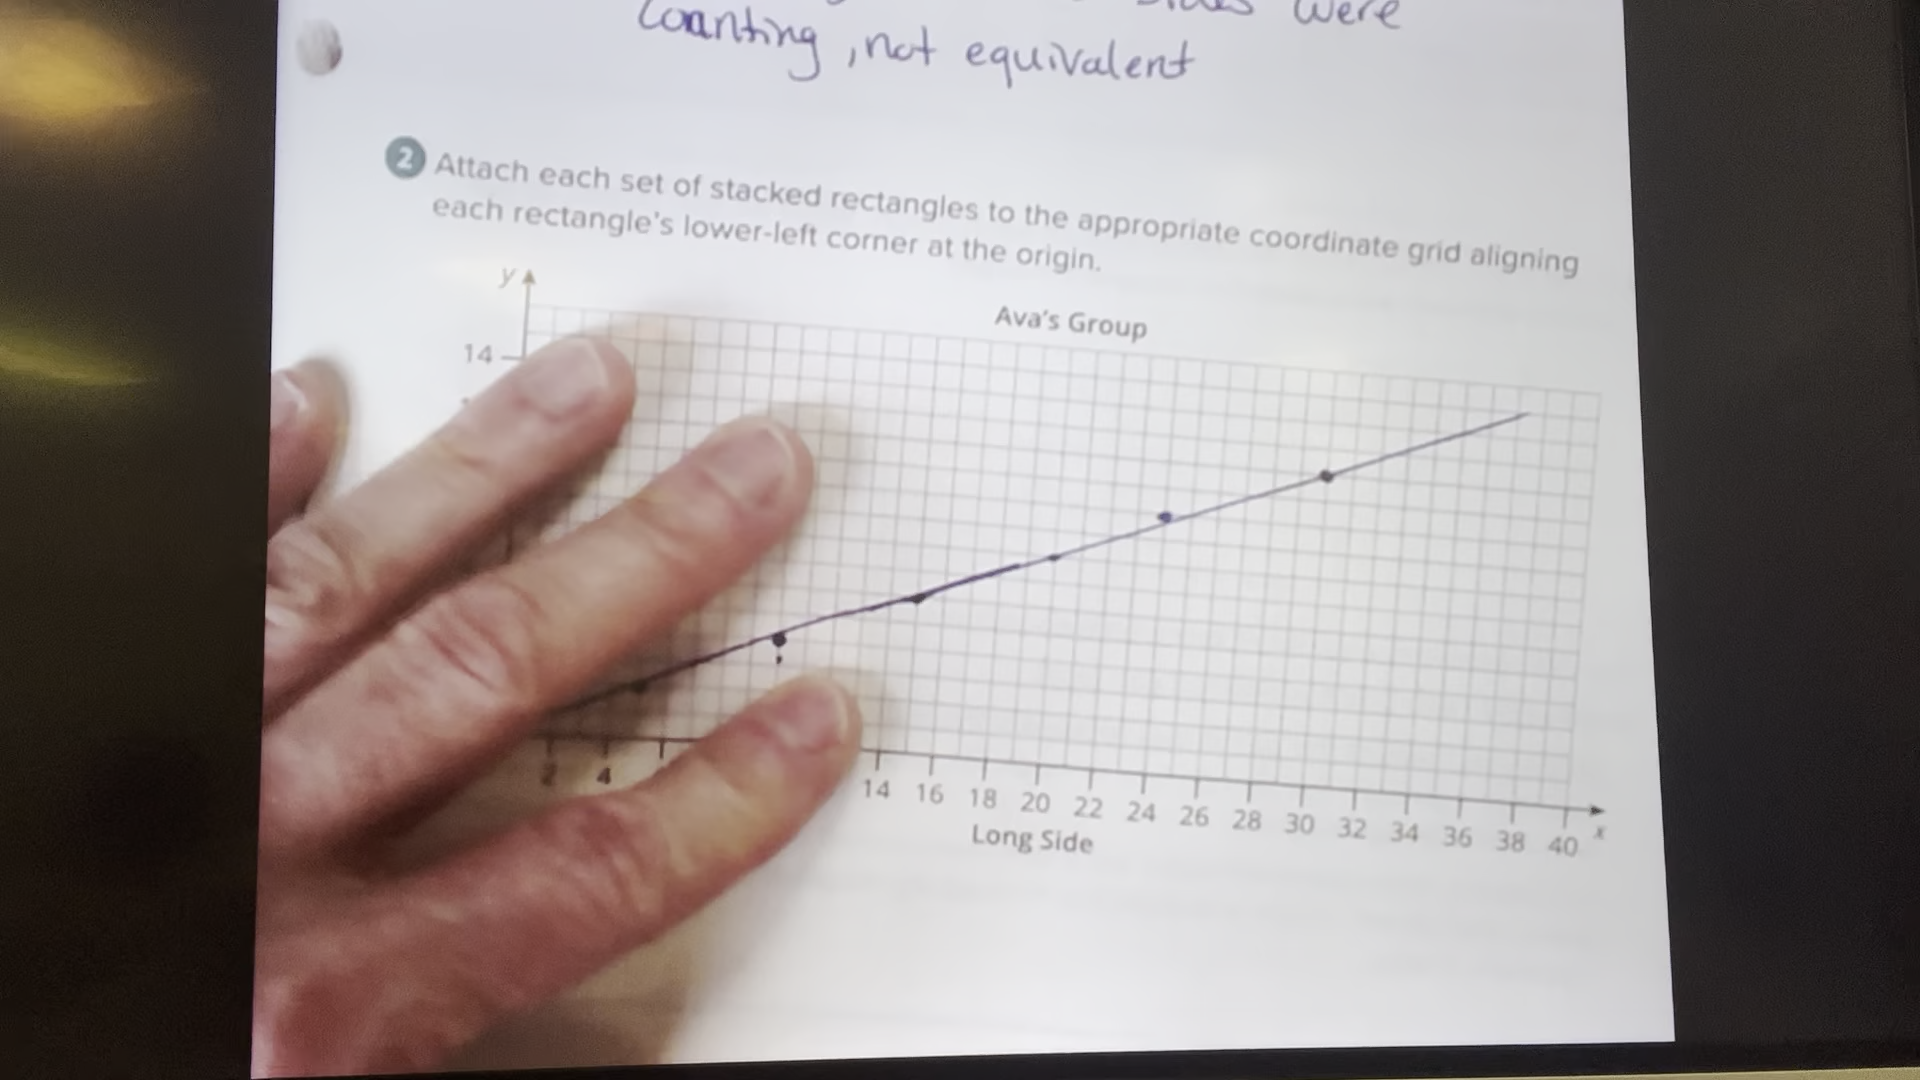 were
Counting, not equivalent
2 Attach each set of stacked rectangles to the appropriate coordinate grid aligning
each rectangle's lower-left corner at the origin.
y
Ava's Group
14
2 4 14 16 18 20 22 24 26 28 30 32 34 36 38 40 x
Long Side